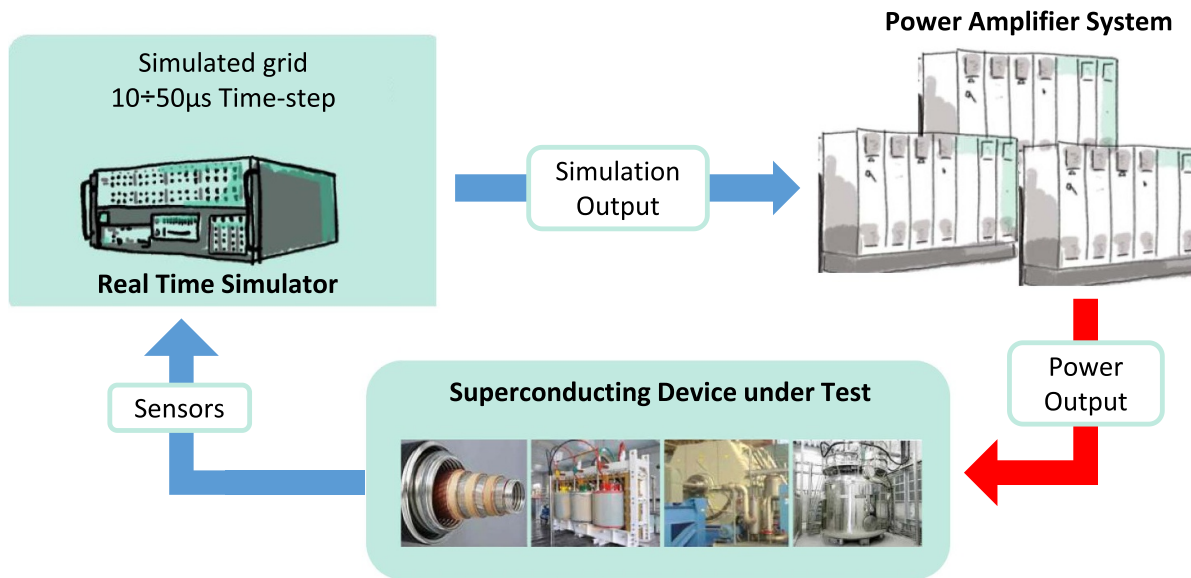 Power Amplifier System
Simulated grid
10÷50µs Time-step
Real Time Simulator
Simulation
Output
Power
Output
Superconducting Device under Test
Sensors